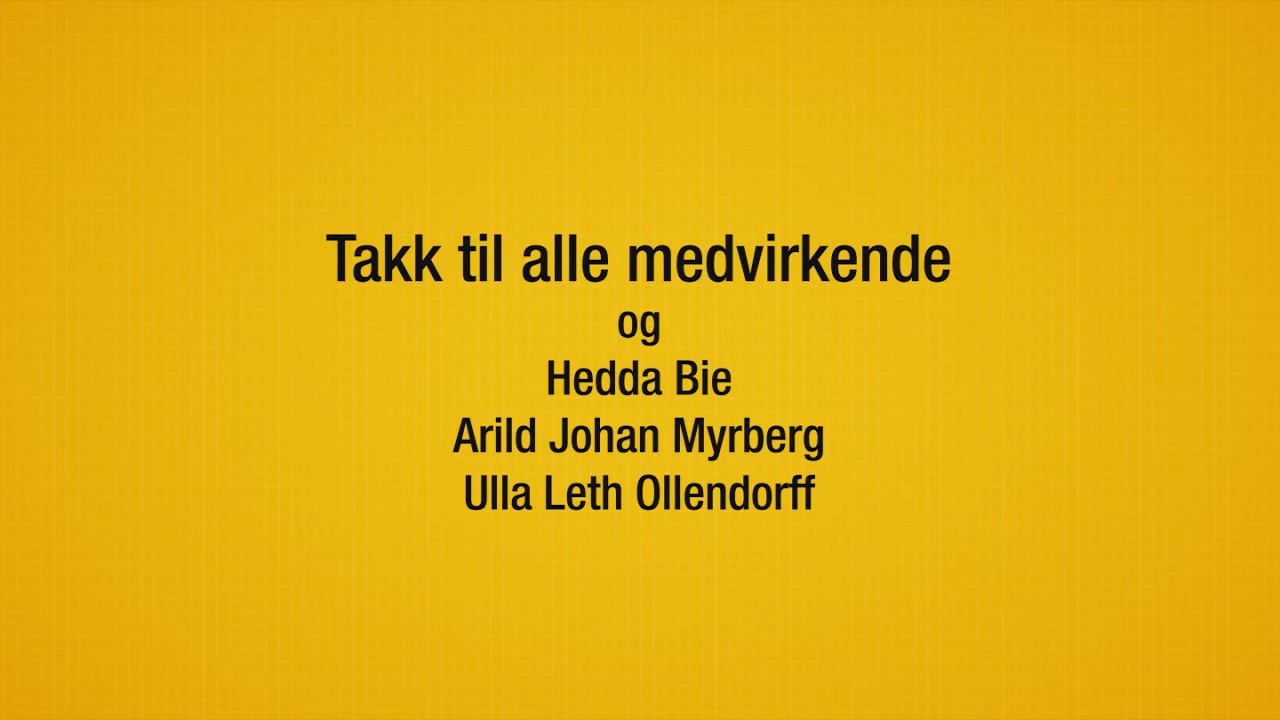 Takk til alle medvirkende
og
Hedda Bie
Arild Johan Myrberg
Ulla Leth Ollendorff